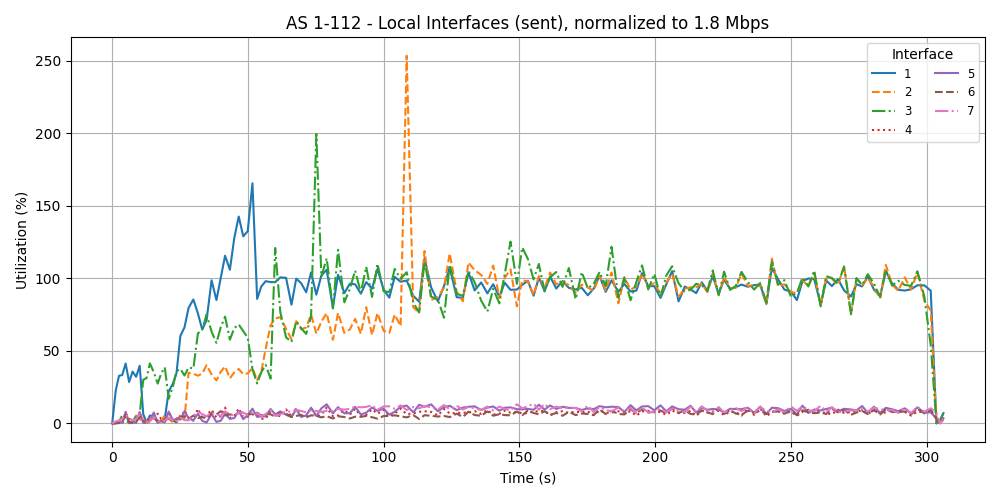 AS 1-112 - Local Interfaces (sent), normalized to 1.8 Mbps
Utilization (%)
250
200
150
100
50
0
0 50 100 150 200 250 300
Time (s)
Interface
1 5
2 6
3 7
4